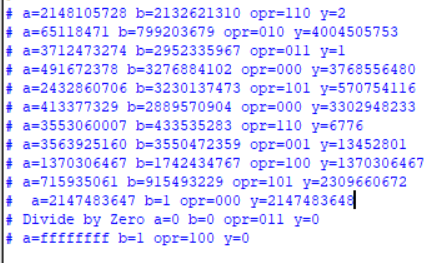 # a=2148105728 b=2132621310 opr=110 y=2
# a=65118471 b=799203679 opr=010 y=4004505753
# a=3712473274 b=2952335967 opr=011 y=1
# a=491672378 b=3276884102 opr=000 y=3768556480
# a=2432860706 b=3230137473 opr=101 y=570754116
# a=413377329 b=2889570904 opr=000 y=3302948233
# a=3553060007 b=433535283 opr=110 y=6776
# a=3563925160 b=3550472359 opr=001 y=13452801
# a=1370306467 b=1742434767 opr=100 y=1370306467
# a=715935061 b=915493229 opr=101 y=2309660672
# a=2147483647 b=1 opr=000 y=2147483648
# Divide by Zero a=0 b=0 opr=011 y=0
# a=ffffffff b=1 opr=100 y=0